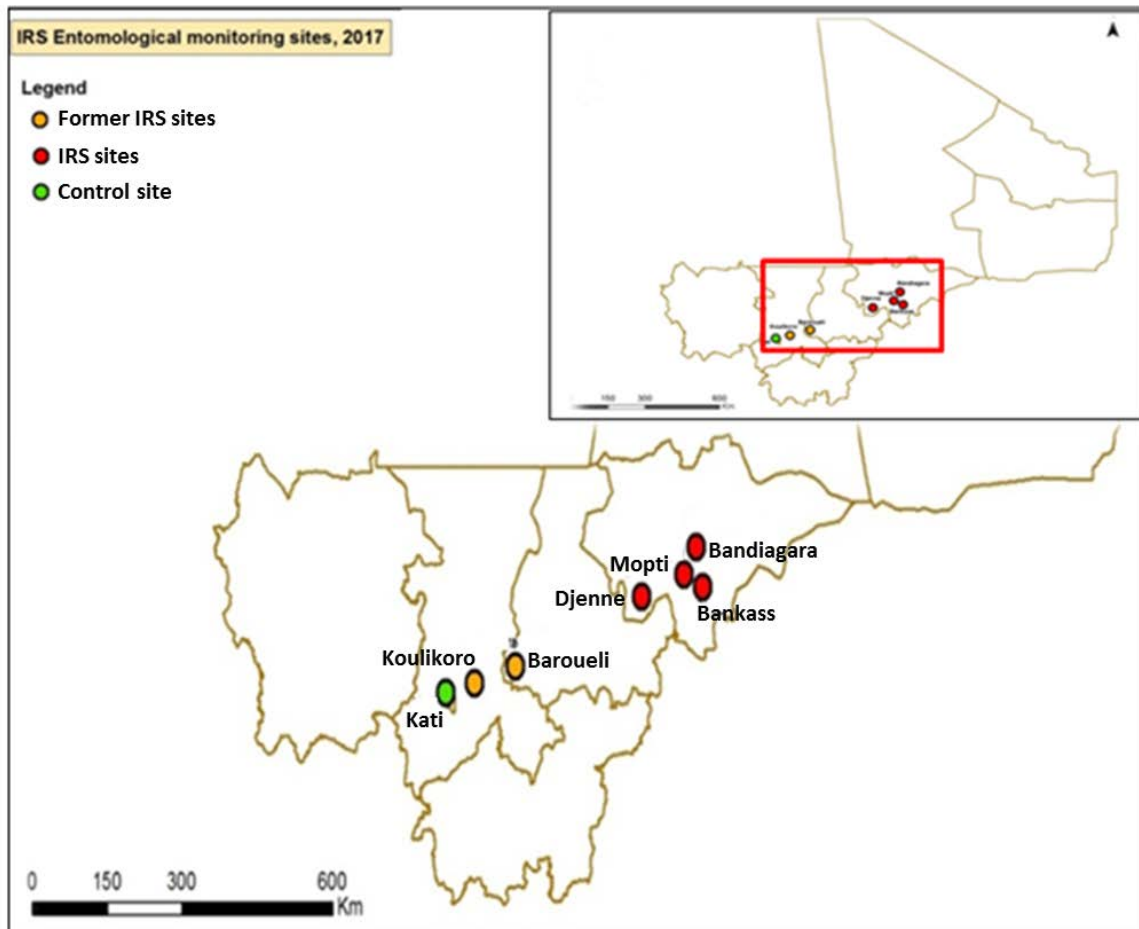 IRS Entomological monitoring sites, 2017
Legend
Former IRS sites
IRS sites
Control site
150 300 600
Km
Bandiagara
Mopti
Djenne
Bankass
Koulikoro
Baroueli
Kati
0 150 300 600
Km